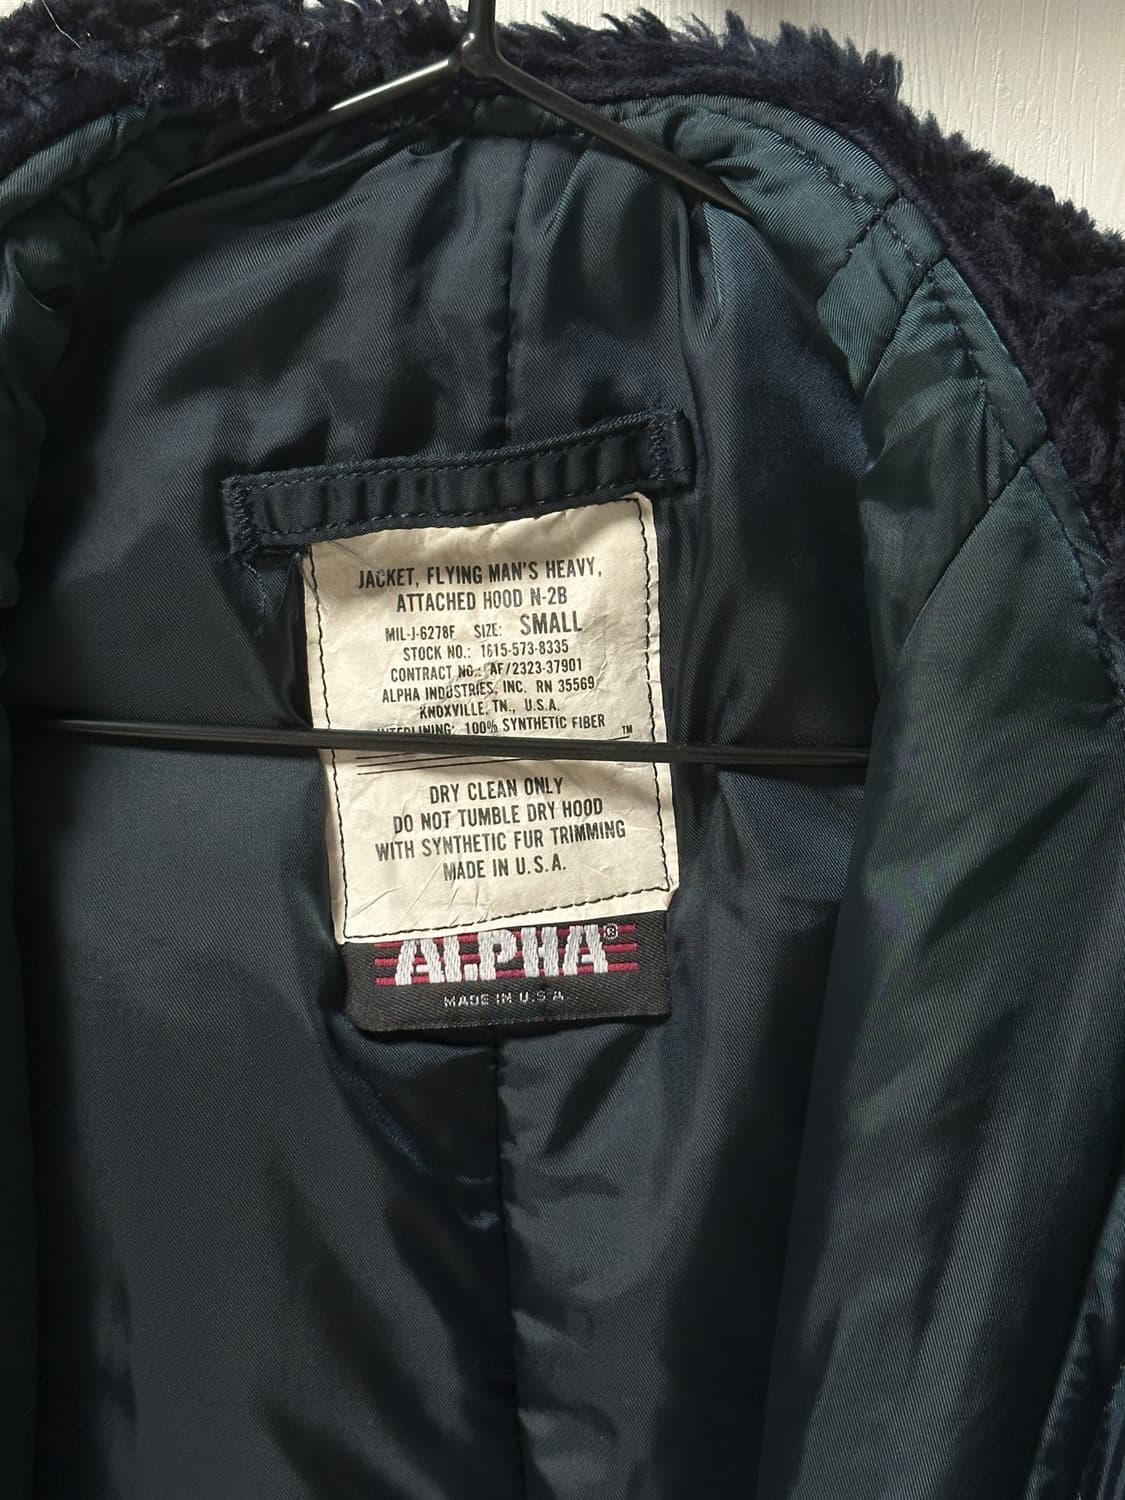 JACKET, FLYING MAN'S HEAVY,
ATTACHED HOOD N-2B
MIL-J-6278F SIZE: SMALL
STOCK NO.: 1615-573-8335
CONTRACT NO.: AF/2323-37901
ALPHA INDUSTRIES, INC. RN 35569
KNOXVILLE, TN., U.S.A.
INTERLINING: 100% SYNTHETIC FIBER ™
DRY CLEAN ONLY
DO NOT TUMBLE DRY HOOD
WITH SYNTHETIC FUR TRIMMING
MADE IN U.S.A.
ALPHA®
MADE IN U.S.A